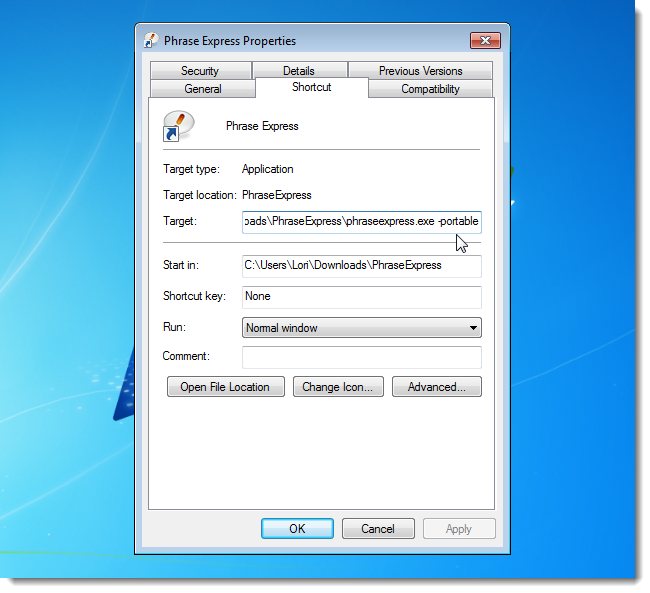 Phrase Express Properties
Security Details Previous Versions
General Shortcut Compatibility
Phrase Express
Target type: Application
Target location: PhraseExpress
Target: oads\PhraseExpress\phraseexpress.exe -portable
Start in: C:\Users\Lori\Downloads\PhraseExpress
Shortcut key: None
Run: Normal window
Comment:
Open File Location Change Icon... Advanced...
OK Cancel Apply